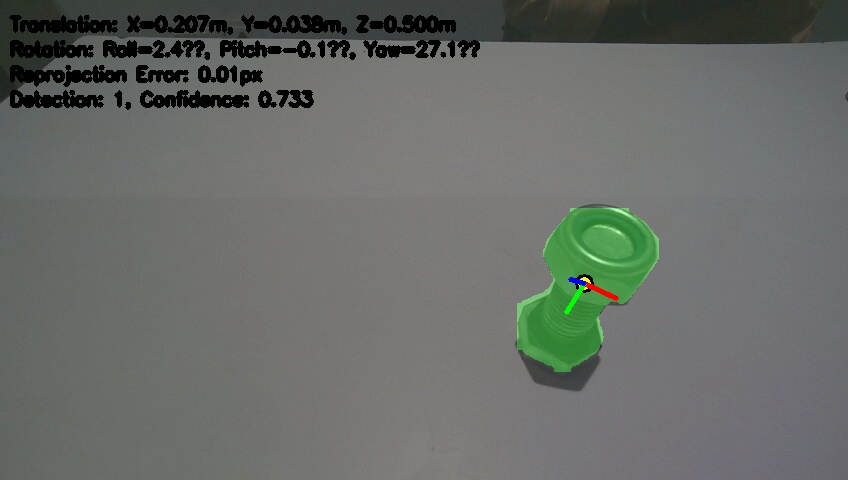 Translation: X=0.207m, Y=0.038m, Z=0.500m
Rotation: Roll=2.4??, Pitch=-0.1??, Yaw=27.1??
Reprojection Error: 0.01px
Detection: 1, Confidence: 0.733